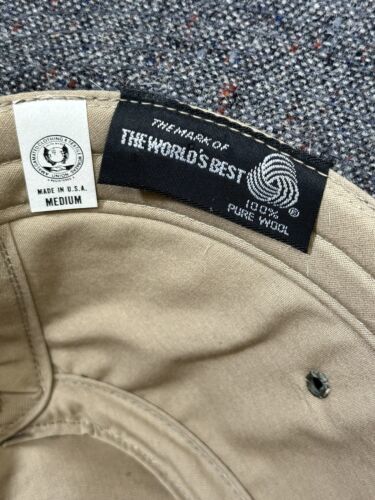 MADE IN U.S.A.
MEDIUM
THE MARK OF
THE WORLD'S BEST
100%
PURE WOOL
®